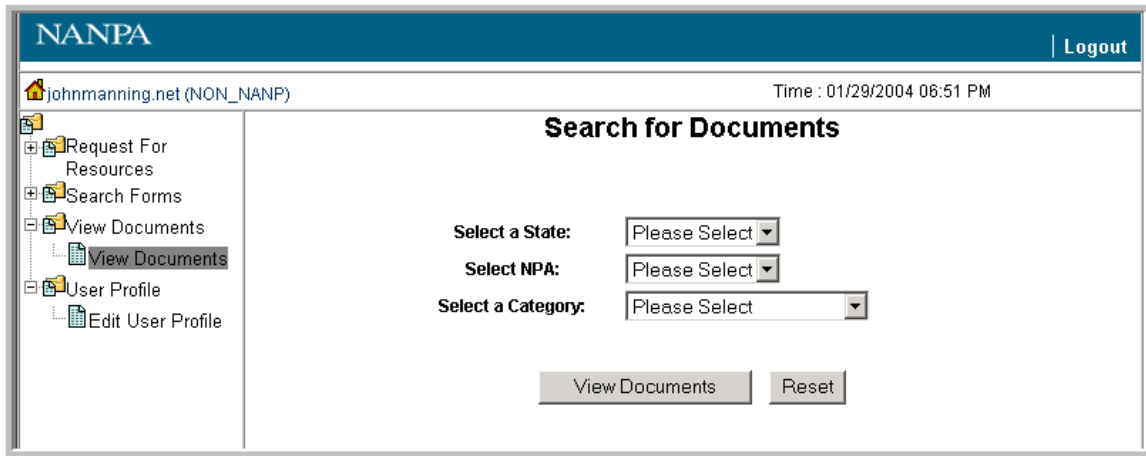 NANPA
| Logout
johnmanning.net (NON_NANP)
Time : 01/29/2004 06:51 PM
Request For
Resources
Search Forms
View Documents
View Documents
User Profile
Edit User Profile
Search for Documents
Select a State: Please Select
Select NPA: Please Select
Select a Category: Please Select
View Documents Reset